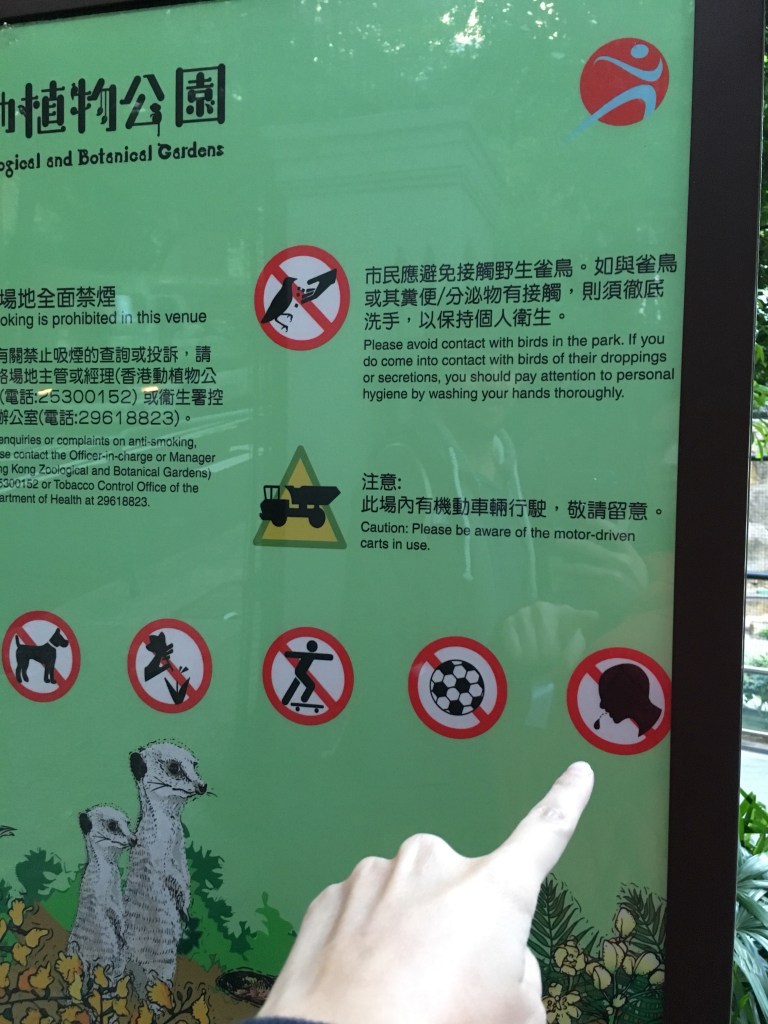 植物公園
and Botanical Gardens
場地全面禁煙
is prohibited in this venue
有關禁止吸煙的查詢或投訴，請
場地主管或經理(香港動植物公
(電話:25300152) 或衞生署控
辦公室(電話:29618823)。
enquiries or complaints on anti-smoking,
contact the Officer-in-charge or Manager
Kong Zoological and Botanical Gardens)
or Tobacco Control Office of the
of Health at 29618823.
市民應避免接觸野生雀鳥。如與雀鳥
或其糞便/分泌物有接觸，則須徹底
洗手，以保持個人衞生。
Please avoid contact with birds in the park. If you
do come into contact with birds of their droppings
or secretions, you should pay attention to personal
hygiene by washing your hands thoroughly.
注意:
此場內有機動車輛行駛，敬請留意。
Caution: Please be aware of the motor-driven
carts in use.